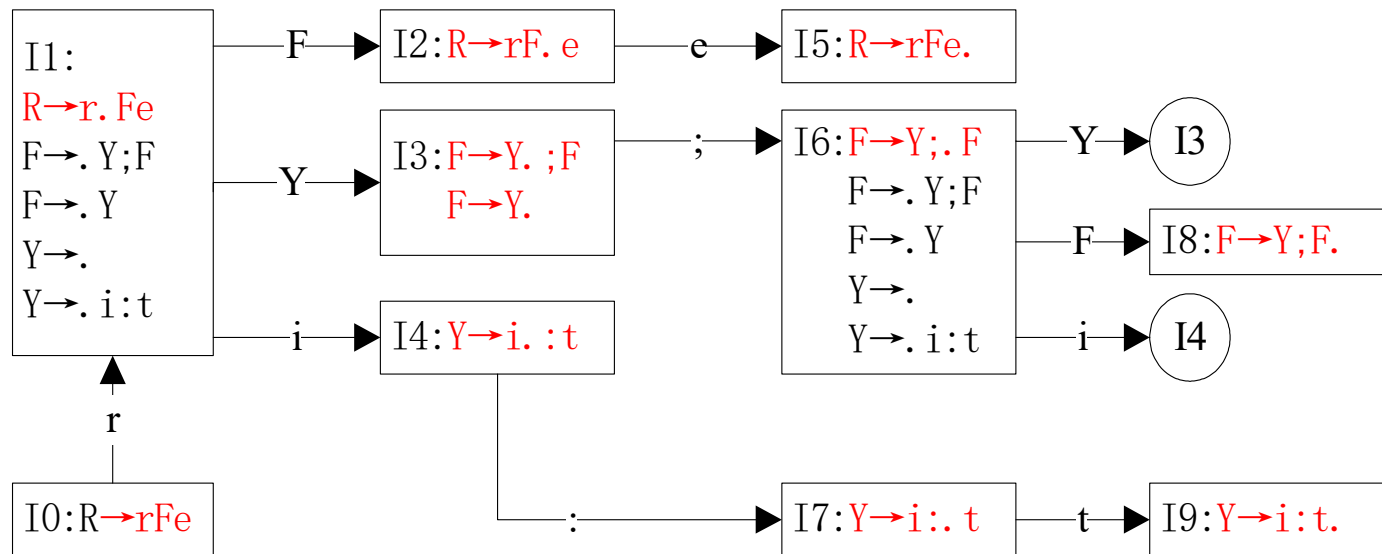 I1:
R→r.Fe
F→.Y;F
F→.Y
Y→.
Y→.i:t
F
I2:R→rF.e
e
I5:R→rFe.
Y
I3:F→Y.;F
F→Y.
;
I6:F→Y;.F
F→.Y;F
F→.Y
Y→.
Y→.i:t
Y
I3
F
I8:F→Y;F.
i
I4
i
I4:Y→i.:t
r
I0:R→rFe
:
I7:Y→i:.t
t
I9:Y→i:t.